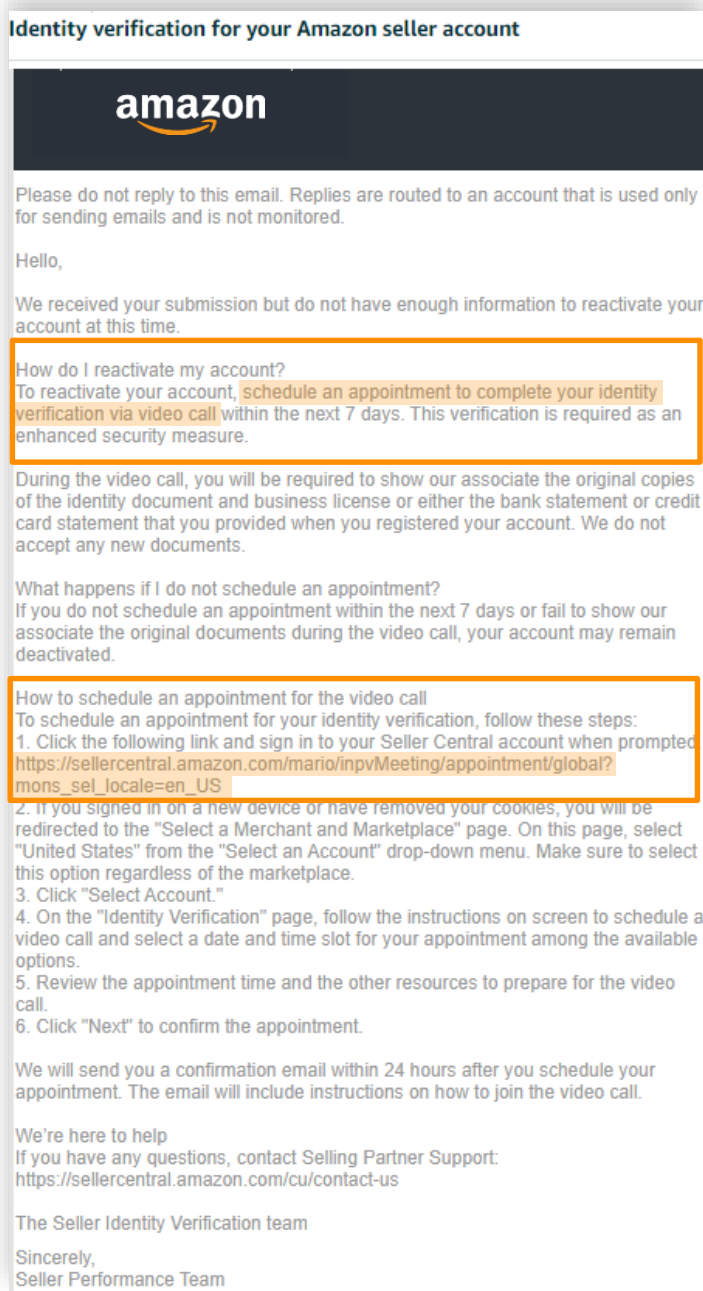 Identity verification for your Amazon seller account
amazon
Please do not reply to this email. Replies are routed to an account that is used only
for sending emails and is not monitored.
Hello,
We received your submission but do not have enough information to reactivate your
account at this time.
How do I reactivate my account?
To reactivate your account, schedule an appointment to complete your identity
verification via video call within the next 7 days. This verification is required as an
enhanced security measure.
During the video call, you will be required to show our associate the original copies
of the identity document and business license or either the bank statement or credit
card statement that you provided when you registered your account. We do not
accept any new documents.
What happens if I do not schedule an appointment?
If you do not schedule an appointment within the next 7 days or fail to show our
associate the original documents during the video call, your account may remain
deactivated.
How to schedule an appointment for the video call
To schedule an appointment for your identity verification, follow these steps:
1. Click the following link and sign in to your Seller Central account when prompted
https://sellercentral.amazon.com/mario/inpvMeeting/appointment/global?
mons_sel_locale=en_US
2. If you signed in on a new device or have removed your cookies, you will be
redirected to the "Select a Merchant and Marketplace" page. On this page, select
"United States" from the "Select an Account" drop-down menu. Make sure to select
this option regardless of the marketplace.
3. Click "Select Account."
4. On the "Identity Verification" page, follow the instructions on screen to schedule a
video call and select a date and time slot for your appointment among the available
options.
5. Review the appointment time and the other resources to prepare for the video
call.
6. Click "Next" to confirm the appointment.
We will send you a confirmation email within 24 hours after you schedule your
appointment. The email will include instructions on how to join the video call.
We're here to help
If you have any questions, contact Selling Partner Support:
https://sellercentral.amazon.com/cu/contact-us
The Seller Identity Verification team
Sincerely,
Seller Performance Team